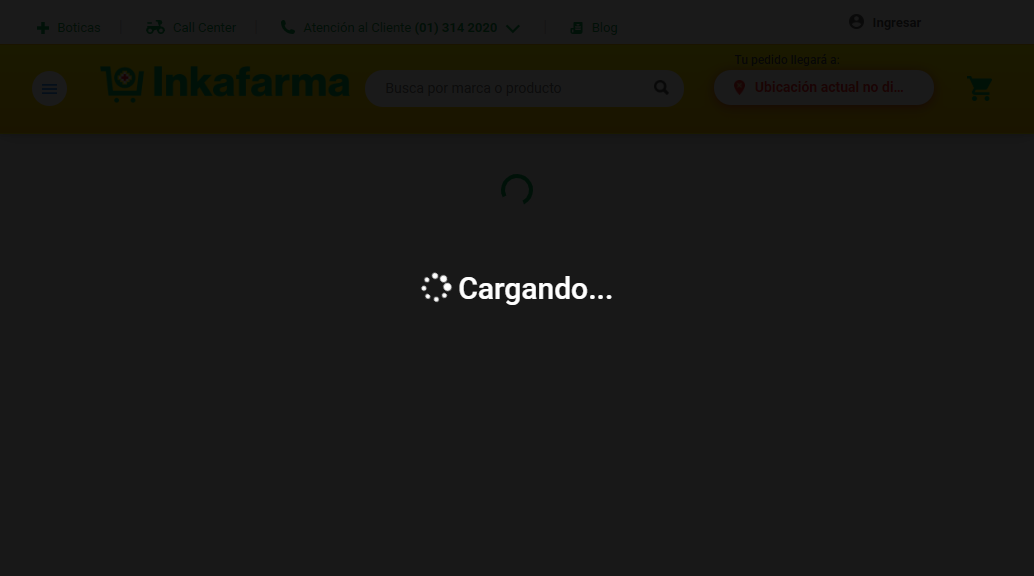 Boticas
Call Center
Atención al Cliente (01) 314 2020
Blog
Ingresar
Inkafarma
Busca por marca o producto
Tu pedido llegará a:
Ubicación actual no di...
Cargando...